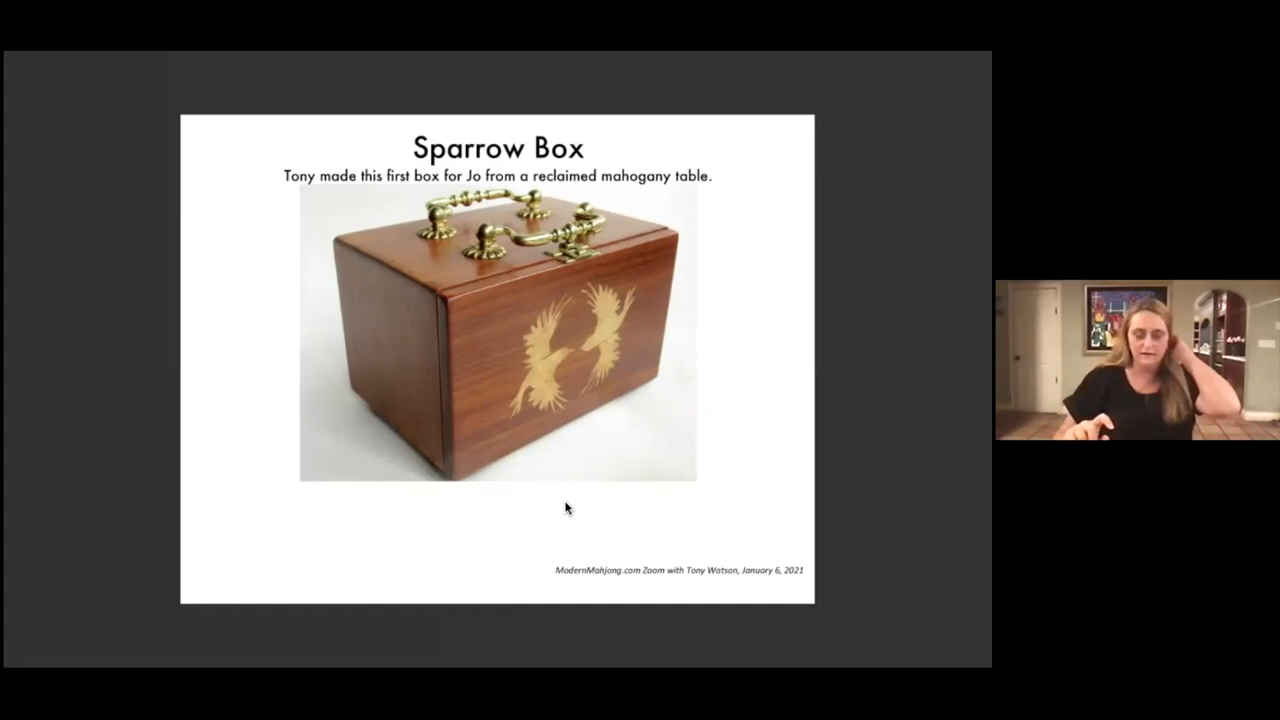 Sparrow Box
Tony made this first box for Jo from a reclaimed mahogany table.
ModernMahjong.com Zoom with Tony Watson, January 6, 2021